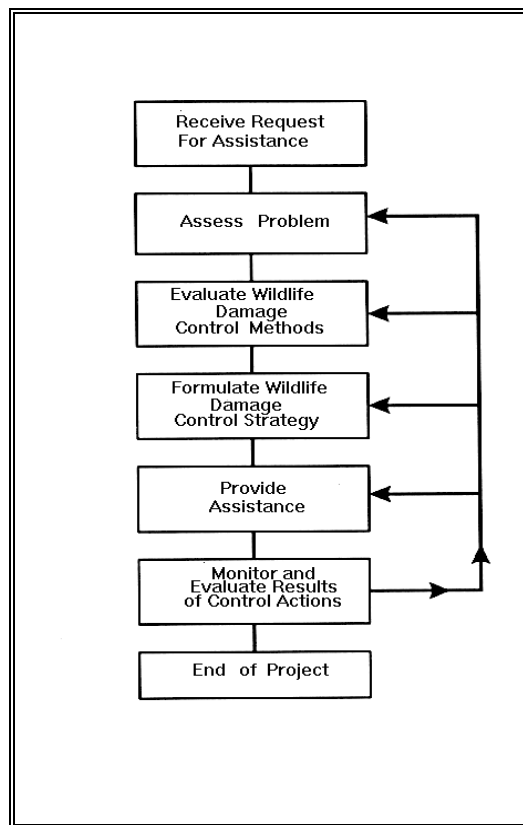 Receive Request
For Assistance
Assess Problem
Evaluate Wildlife
Damage
Control Methods
Formulate Wildlife
Damage
Control Strategy
Provide
Assistance
Monitor and
Evaluate Results
of Control Actions
End of Project